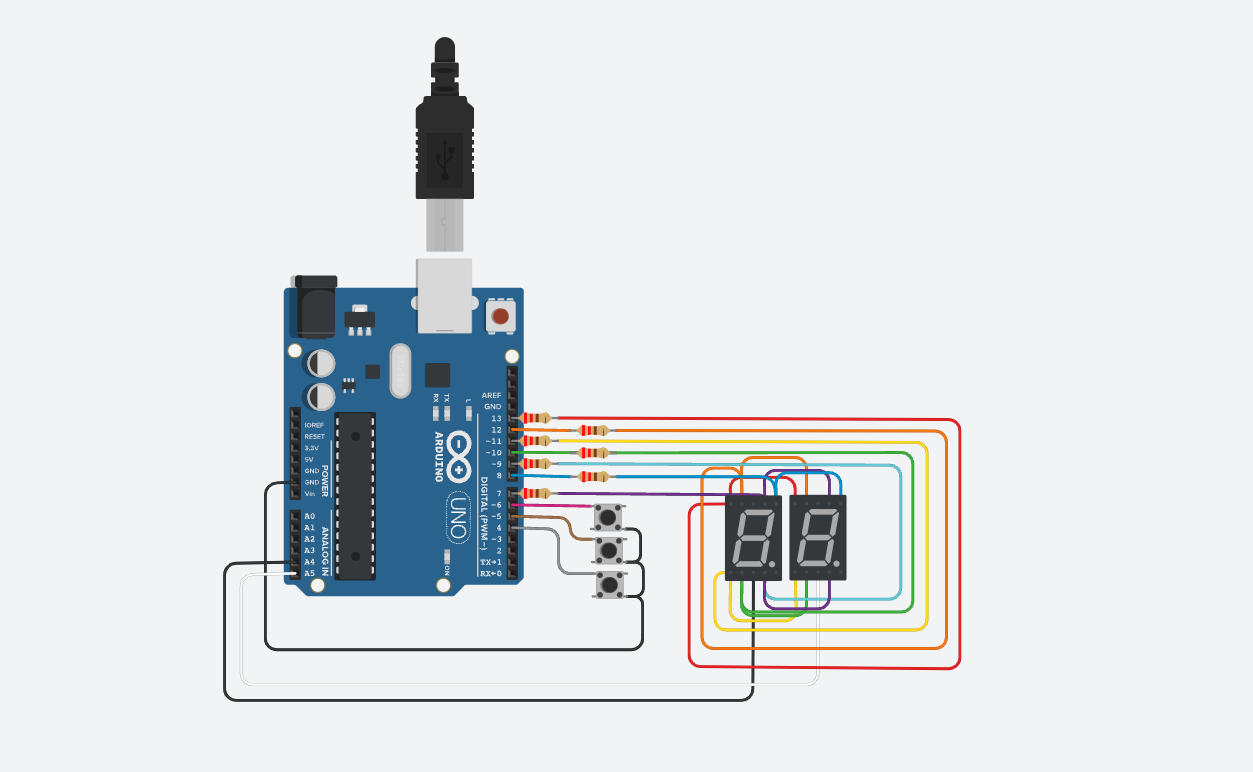 AREF
GND
RX
TX
L
13
12
~11
~10
~9
8
IOREF
RESET
3.3V
5V
GND
GND
Vin
POWER
ARDUINO
UNO
DIGITAL (PWM~)
7
~6
~5
4
~3
2
TX→1
RX←0
A0
A1
A2
A3
A4
A5
ANALOG IN
ON